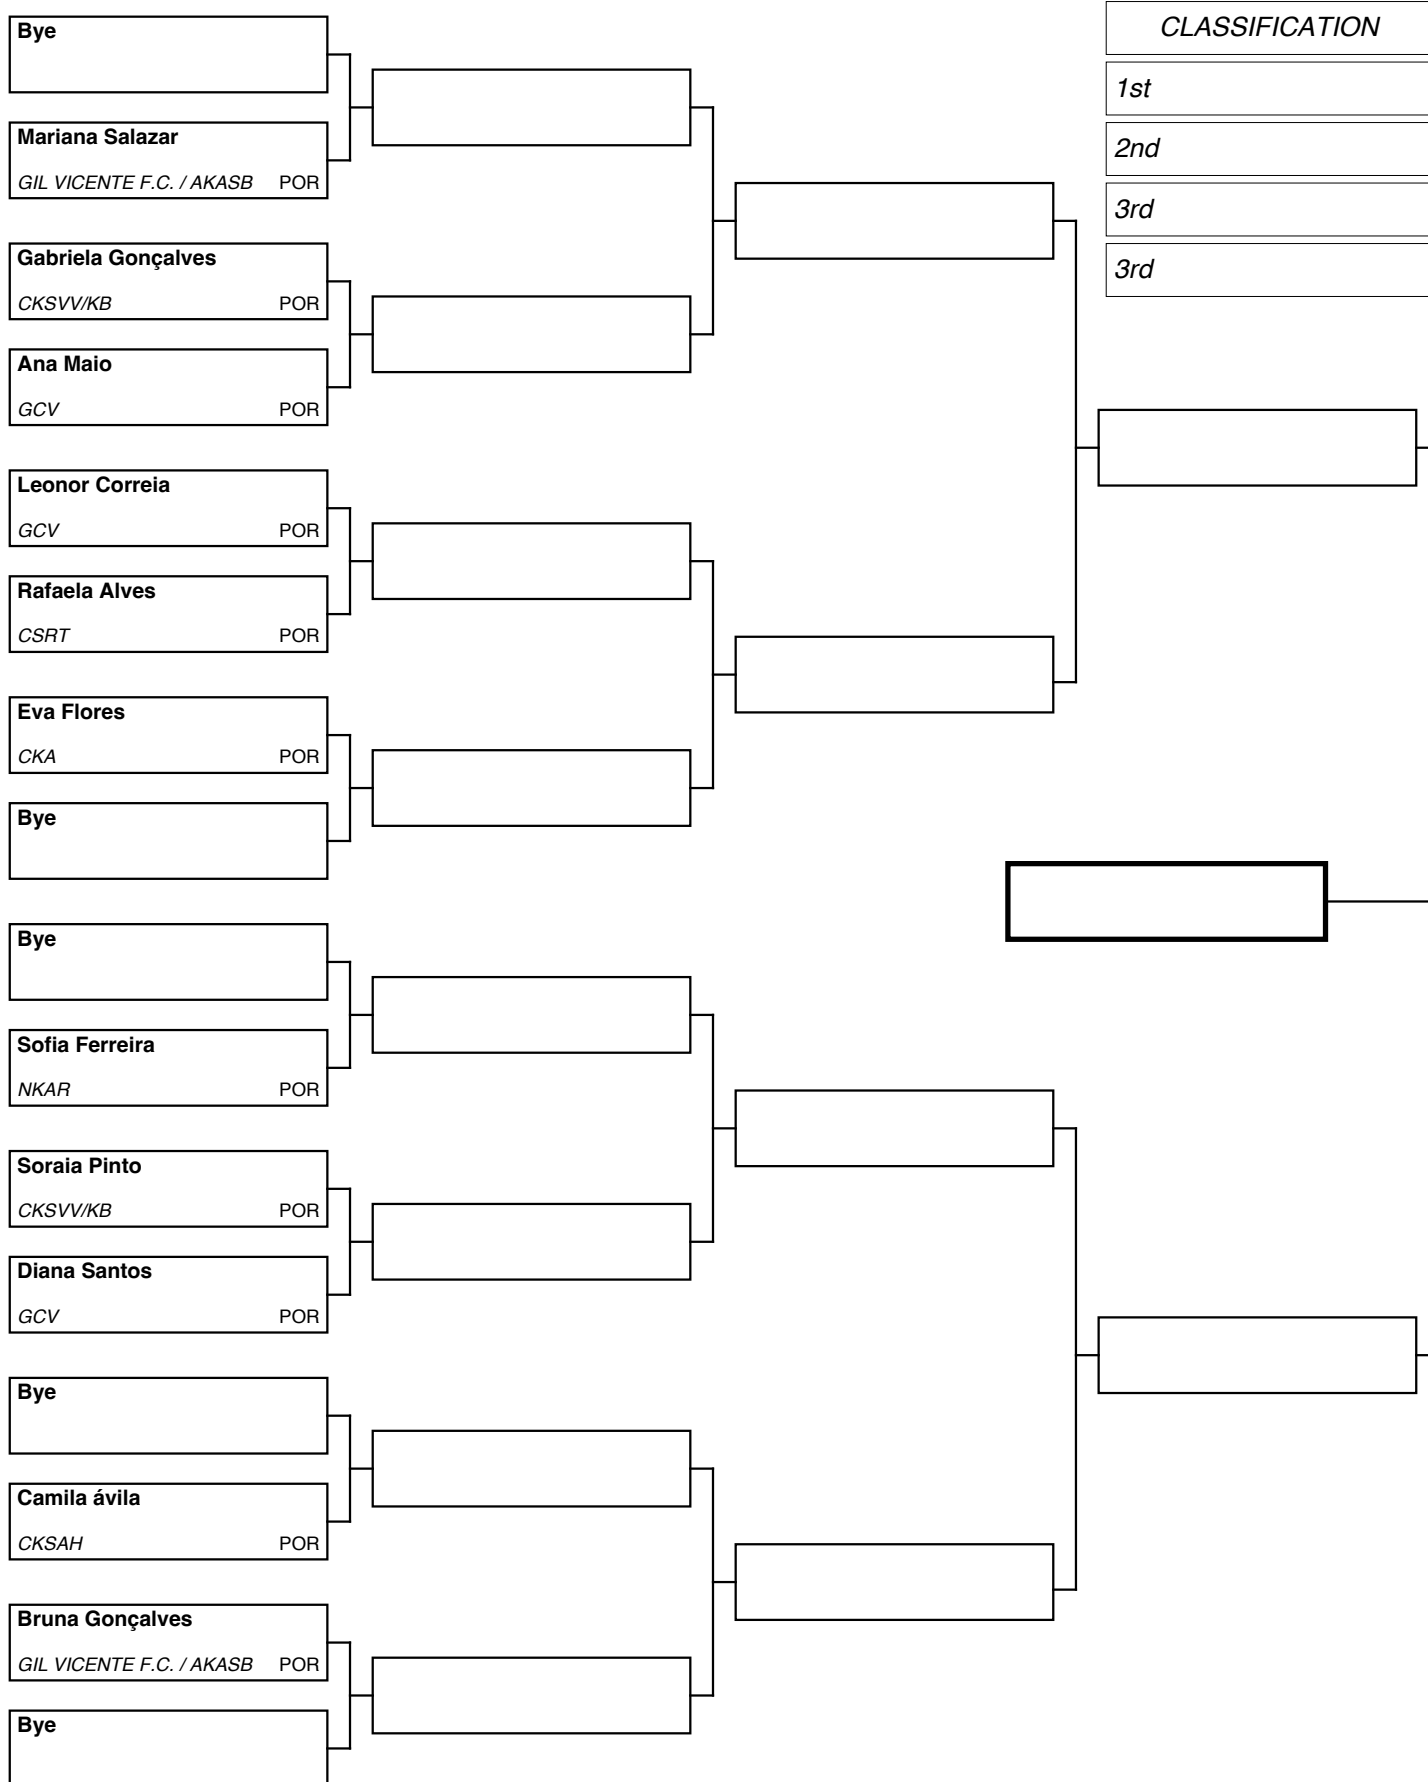 Bye
Mariana Salazar
GIL VICENTE F.C. / AKASB POR
Gabriela Gonçalves
CKSVV/KB POR
Ana Maio
GCV POR
Leonor Correia
GCV POR
Rafaela Alves
CSRT POR
Eva Flores
CKA POR
Bye
Bye
Sofia Ferreira
NKAR POR
Soraia Pinto
CKSVV/KB POR
Diana Santos
GCV POR
Bye
Camila ávila
CKSAH POR
Bruna Gonçalves
GIL VICENTE F.C. / AKASB POR
Bye
CLASSIFICATION
1st
2nd
3rd
3rd